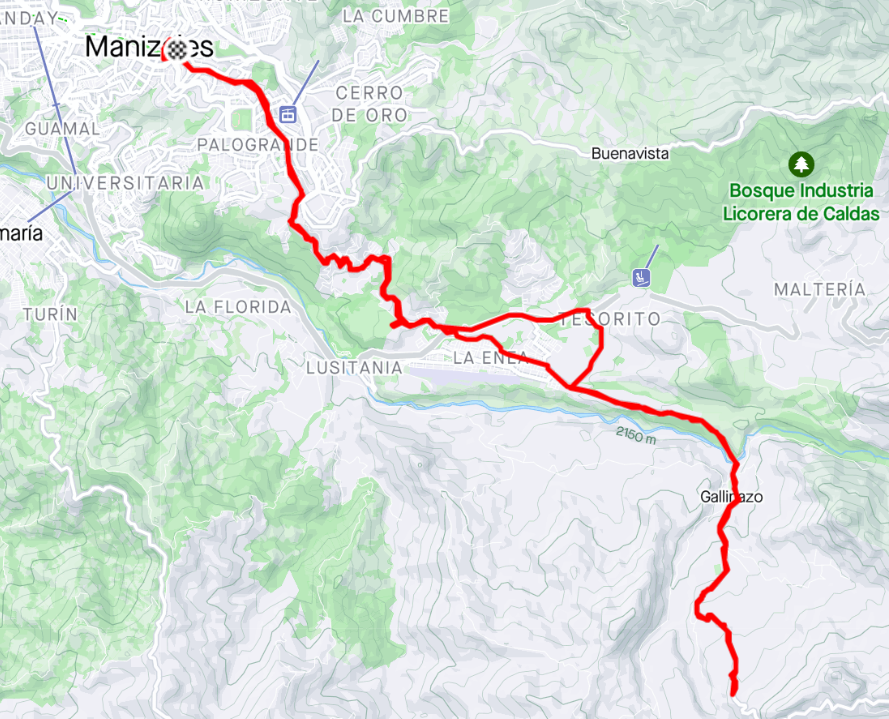 LA CUMBRE
Manizales
CERRO
DE ORO
GUAMAL
PALOGRANDE
Buenavista
UNIVERSITARIA
Bosque Industria
Licorera de Caldas
maría
MALTERÍA
LA FLORIDA
TURÍN
TESORITO
LUSITANIA
LA ENEA
2150 m
Gallinazo